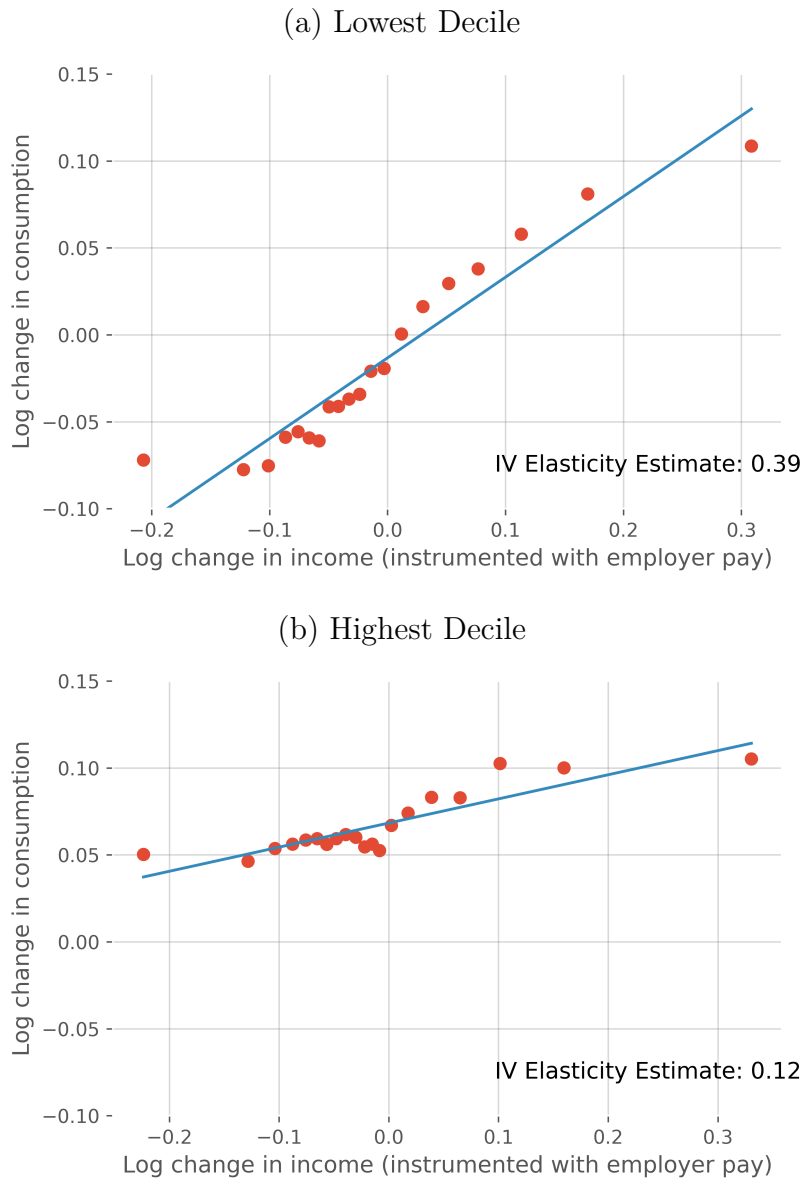 (a) Lowest Decile
0.15
0.10
0.05
0.00
−0.05
−0.10
Log change in consumption
IV Elasticity Estimate: 0.39
−0.2 −0.1 0.0 0.1 0.2 0.3
Log change in income (instrumented with employer pay)
(b) Highest Decile
0.15
0.10
0.05
0.00
−0.05
−0.10
Log change in consumption
IV Elasticity Estimate: 0.12
−0.2 −0.1 0.0 0.1 0.2 0.3
Log change in income (instrumented with employer pay)